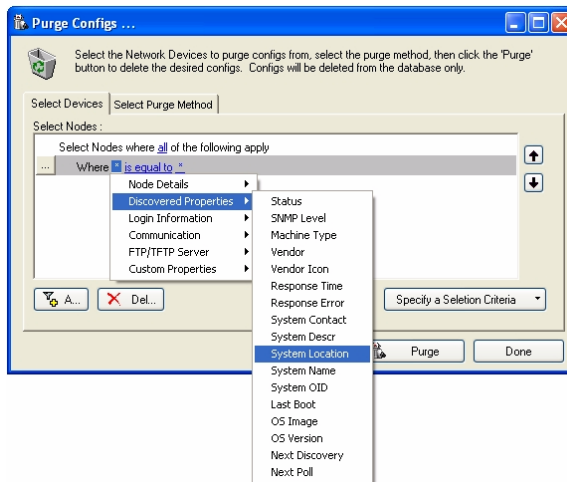 Purge Configs ...
Select the Network Devices to purge configs from, select the purge method, then click the 'Purge'
button to delete the desired configs. Configs will be deleted from the database only.
Select Devices
Select Purge Method
Select Nodes :
Select Nodes where all of the following apply
... Where * is equal to *
Node Details
Discovered Properties
Login Information
Communication
FTP/TFTP Server
Custom Properties
Status
SNMP Level
Machine Type
Vendor
Vendor Icon
Response Time
Response Error
System Contact
System Descr
System Location
System Name
System OID
Last Boot
OS Image
OS Version
Next Discovery
Next Poll
A...
Del...
Specify a Seletion Criteria
Purge
Done